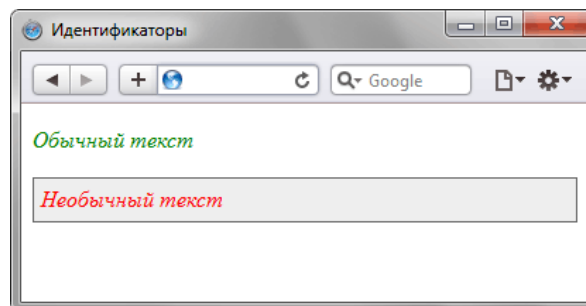 Идентификаторы
Google
Обычный текст
Необычный текст